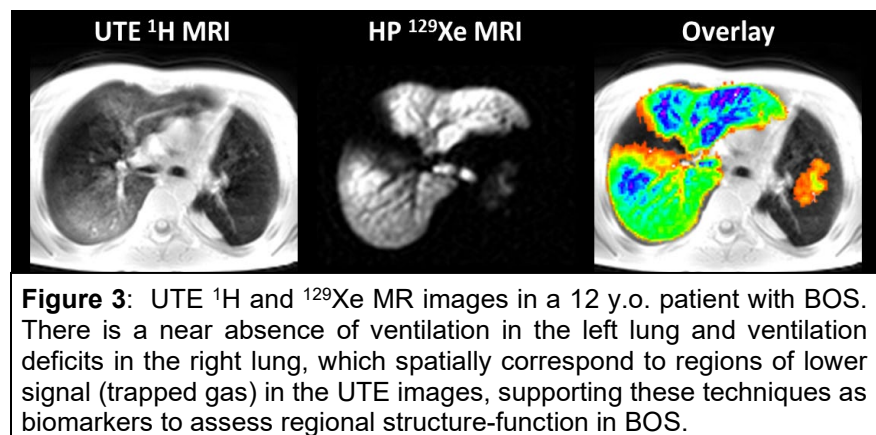 UTE ¹H MRI
HP ¹²⁹Xe MRI
Overlay
Figure 3: UTE ¹H and ¹²⁹Xe MR images in a 12 y.o. patient with BOS.
There is a near absence of ventilation in the left lung and ventilation
deficits in the right lung, which spatially correspond to regions of lower
signal (trapped gas) in the UTE images, supporting these techniques as
biomarkers to assess regional structure-function in BOS.